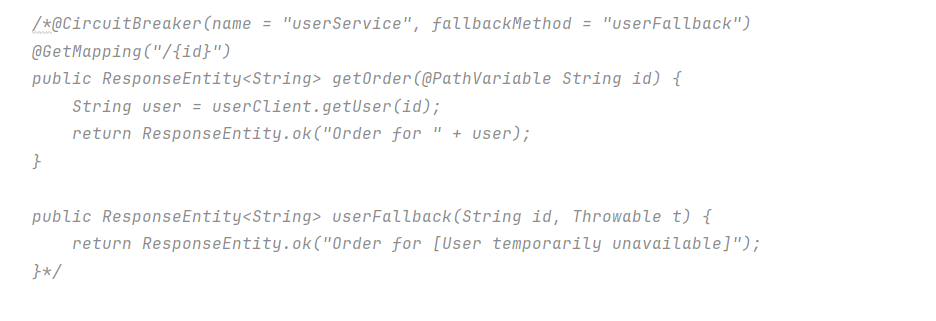 /*@CircuitBreaker(name = "userService", fallbackMethod = "userFallback")
@GetMapping("/{id}")
public ResponseEntity<String> getOrder(@PathVariable String id) {
    String user = userClient.getUser(id);
    return ResponseEntity.ok("Order for " + user);
}

public ResponseEntity<String> userFallback(String id, Throwable t) {
    return ResponseEntity.ok("Order for [User temporarily unavailable]");
}*/